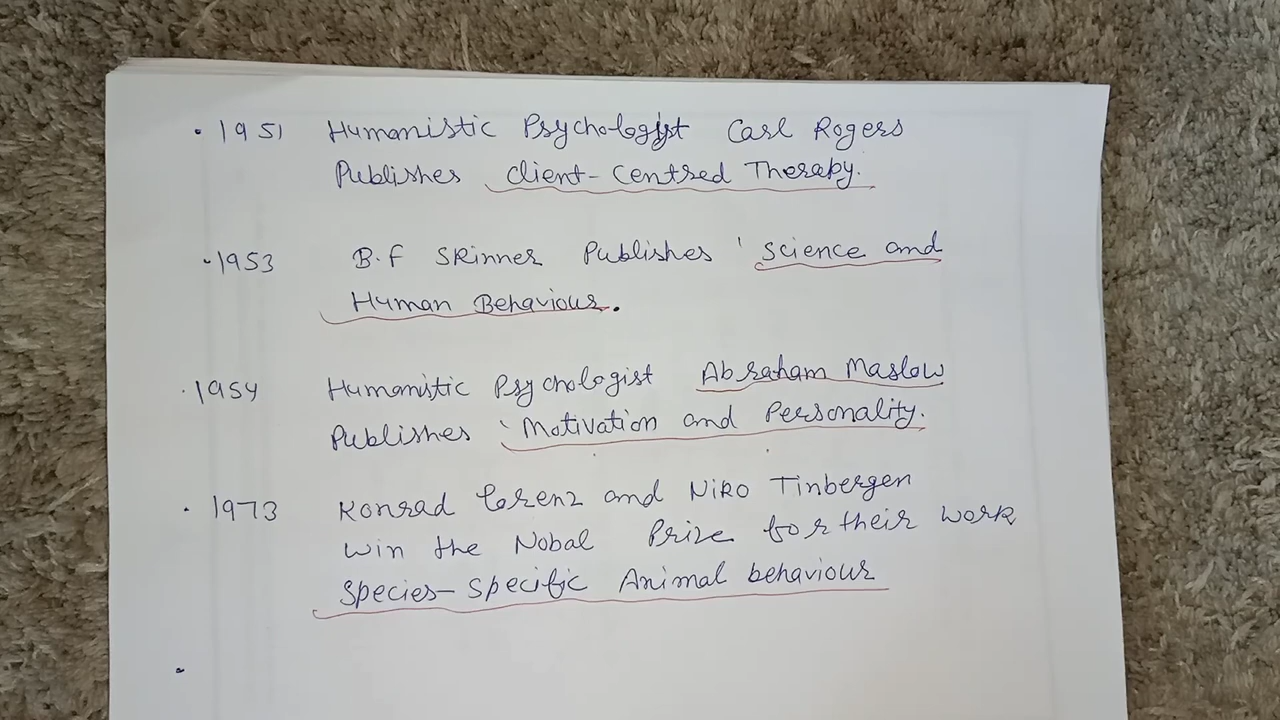 • 1951 Humanistic Psychologist Carl Rogers
Publishes Client-Centred Therapy.
• 1953 B.F Skinner Publishes ' Science and
Human Behaviour.
• 1954 Humanistic Psychologist Abraham Maslow
Publishes ' Motivation and Personality.
• 1973 Konrad Lorenz and Niko Tinbergen
win the Nobal Prize for their work
Species-Specific Animal behaviour